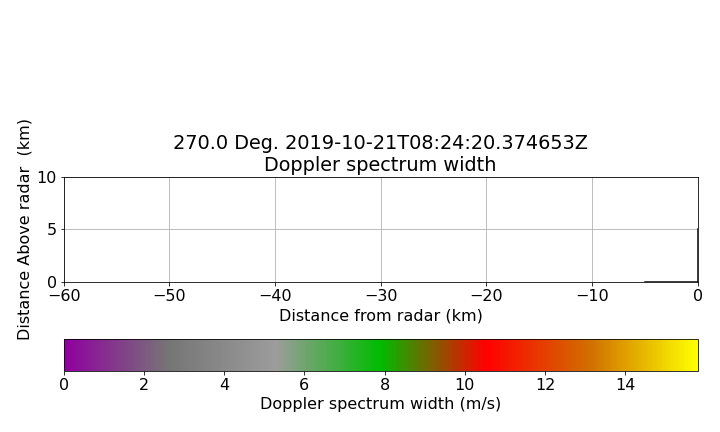 270.0 Deg. 2019-10-21T08:24:20.374653Z
Doppler spectrum width
Distance Above radar  (km)
10
5
0
−60 −50 −40 −30 −20 −10 0
Distance from radar (km)
0 2 4 6 8 10 12 14
Doppler spectrum width (m/s)